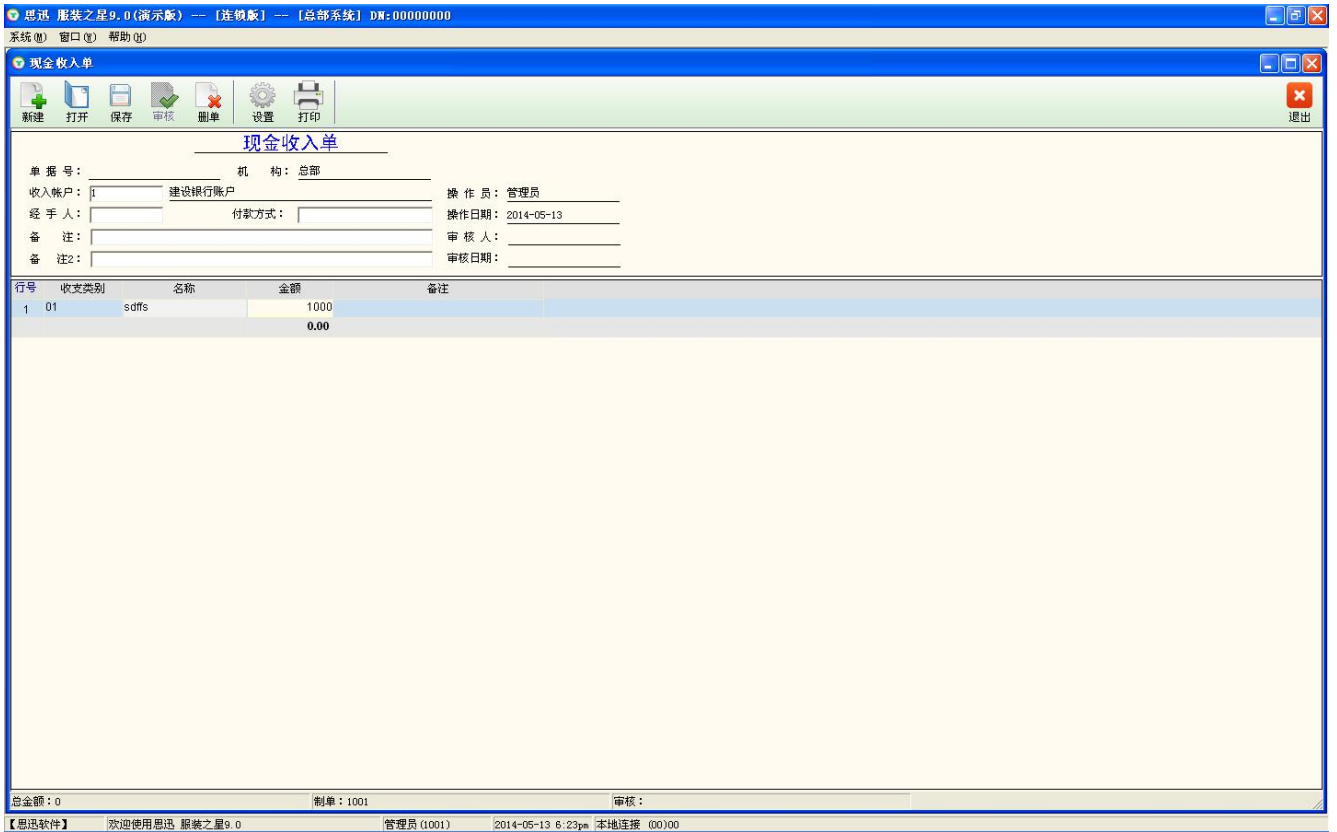 思迅 服装之星9.0(演示版) -- [连锁版] -- [总部系统] DN:00000000
系统(M) 窗口(Y) 帮助(H)
现金收入单
新建 打开 保存 审核 删单 设置 打印 退出
现金收入单
单 据 号： 机 构： 总部
收入帐户： 1 建设银行账户 操 作 员： 管理员
经 手 人： 付款方式： 操作日期： 2014-05-13
备 注： 审 核 人：
备 注2： 审核日期：
行号 收支类别 名称 金额 备注
1 01 sdffs 1000
0.00
总金额：0 制单：1001 审核：
【思迅软件】 欢迎使用思迅 服装之星9.0 管理员(1001) 2014-05-13 6:23pm 本地连接 (00)00